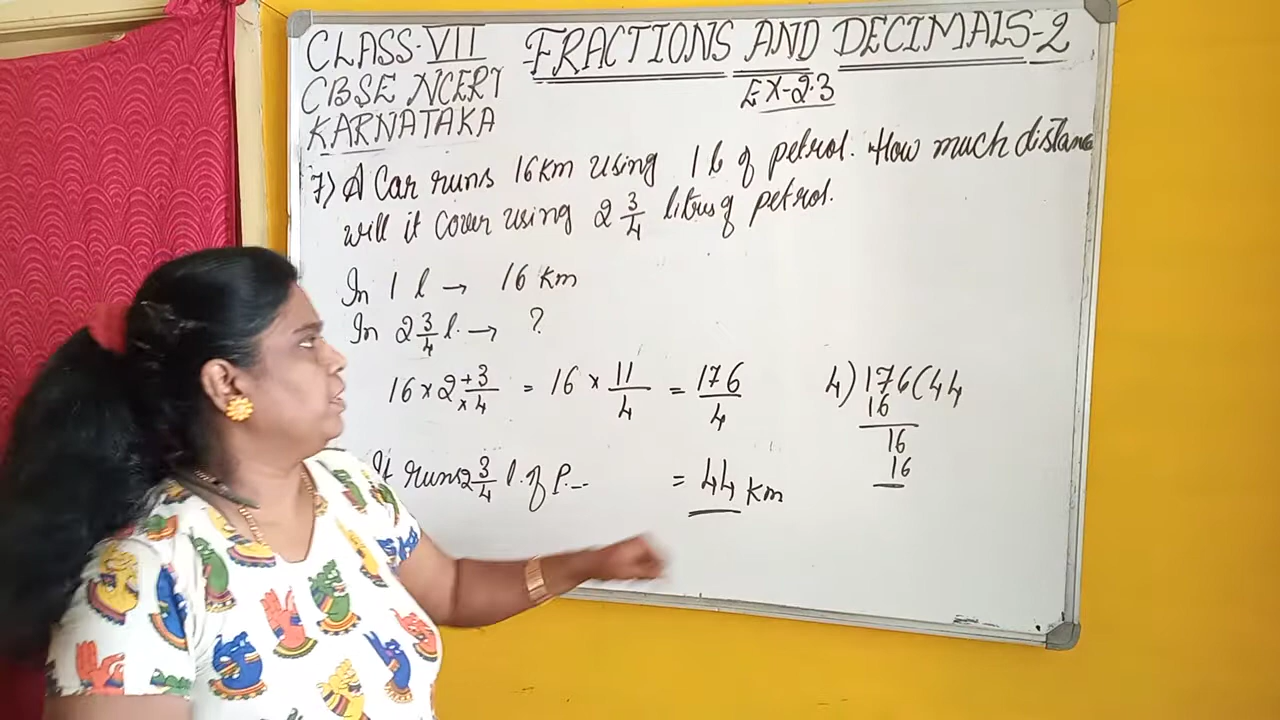 CLASS-VII
CBSE NCERT
KARNATAKA
FRACTIONS AND DECIMALS-2
EX-2.3
7) A Car runs 16km using 1 l of petrol. How much distance
will it cover using 2 3/4 litres of petrol.
In 1 l → 16 km
In 2 3/4 l. → ?
16 × 2 +3/×4 = 16 × 11/4 = 176/4
4) 176 (44
16
16
16
It runs 2 3/4 l. of P. = 44 km